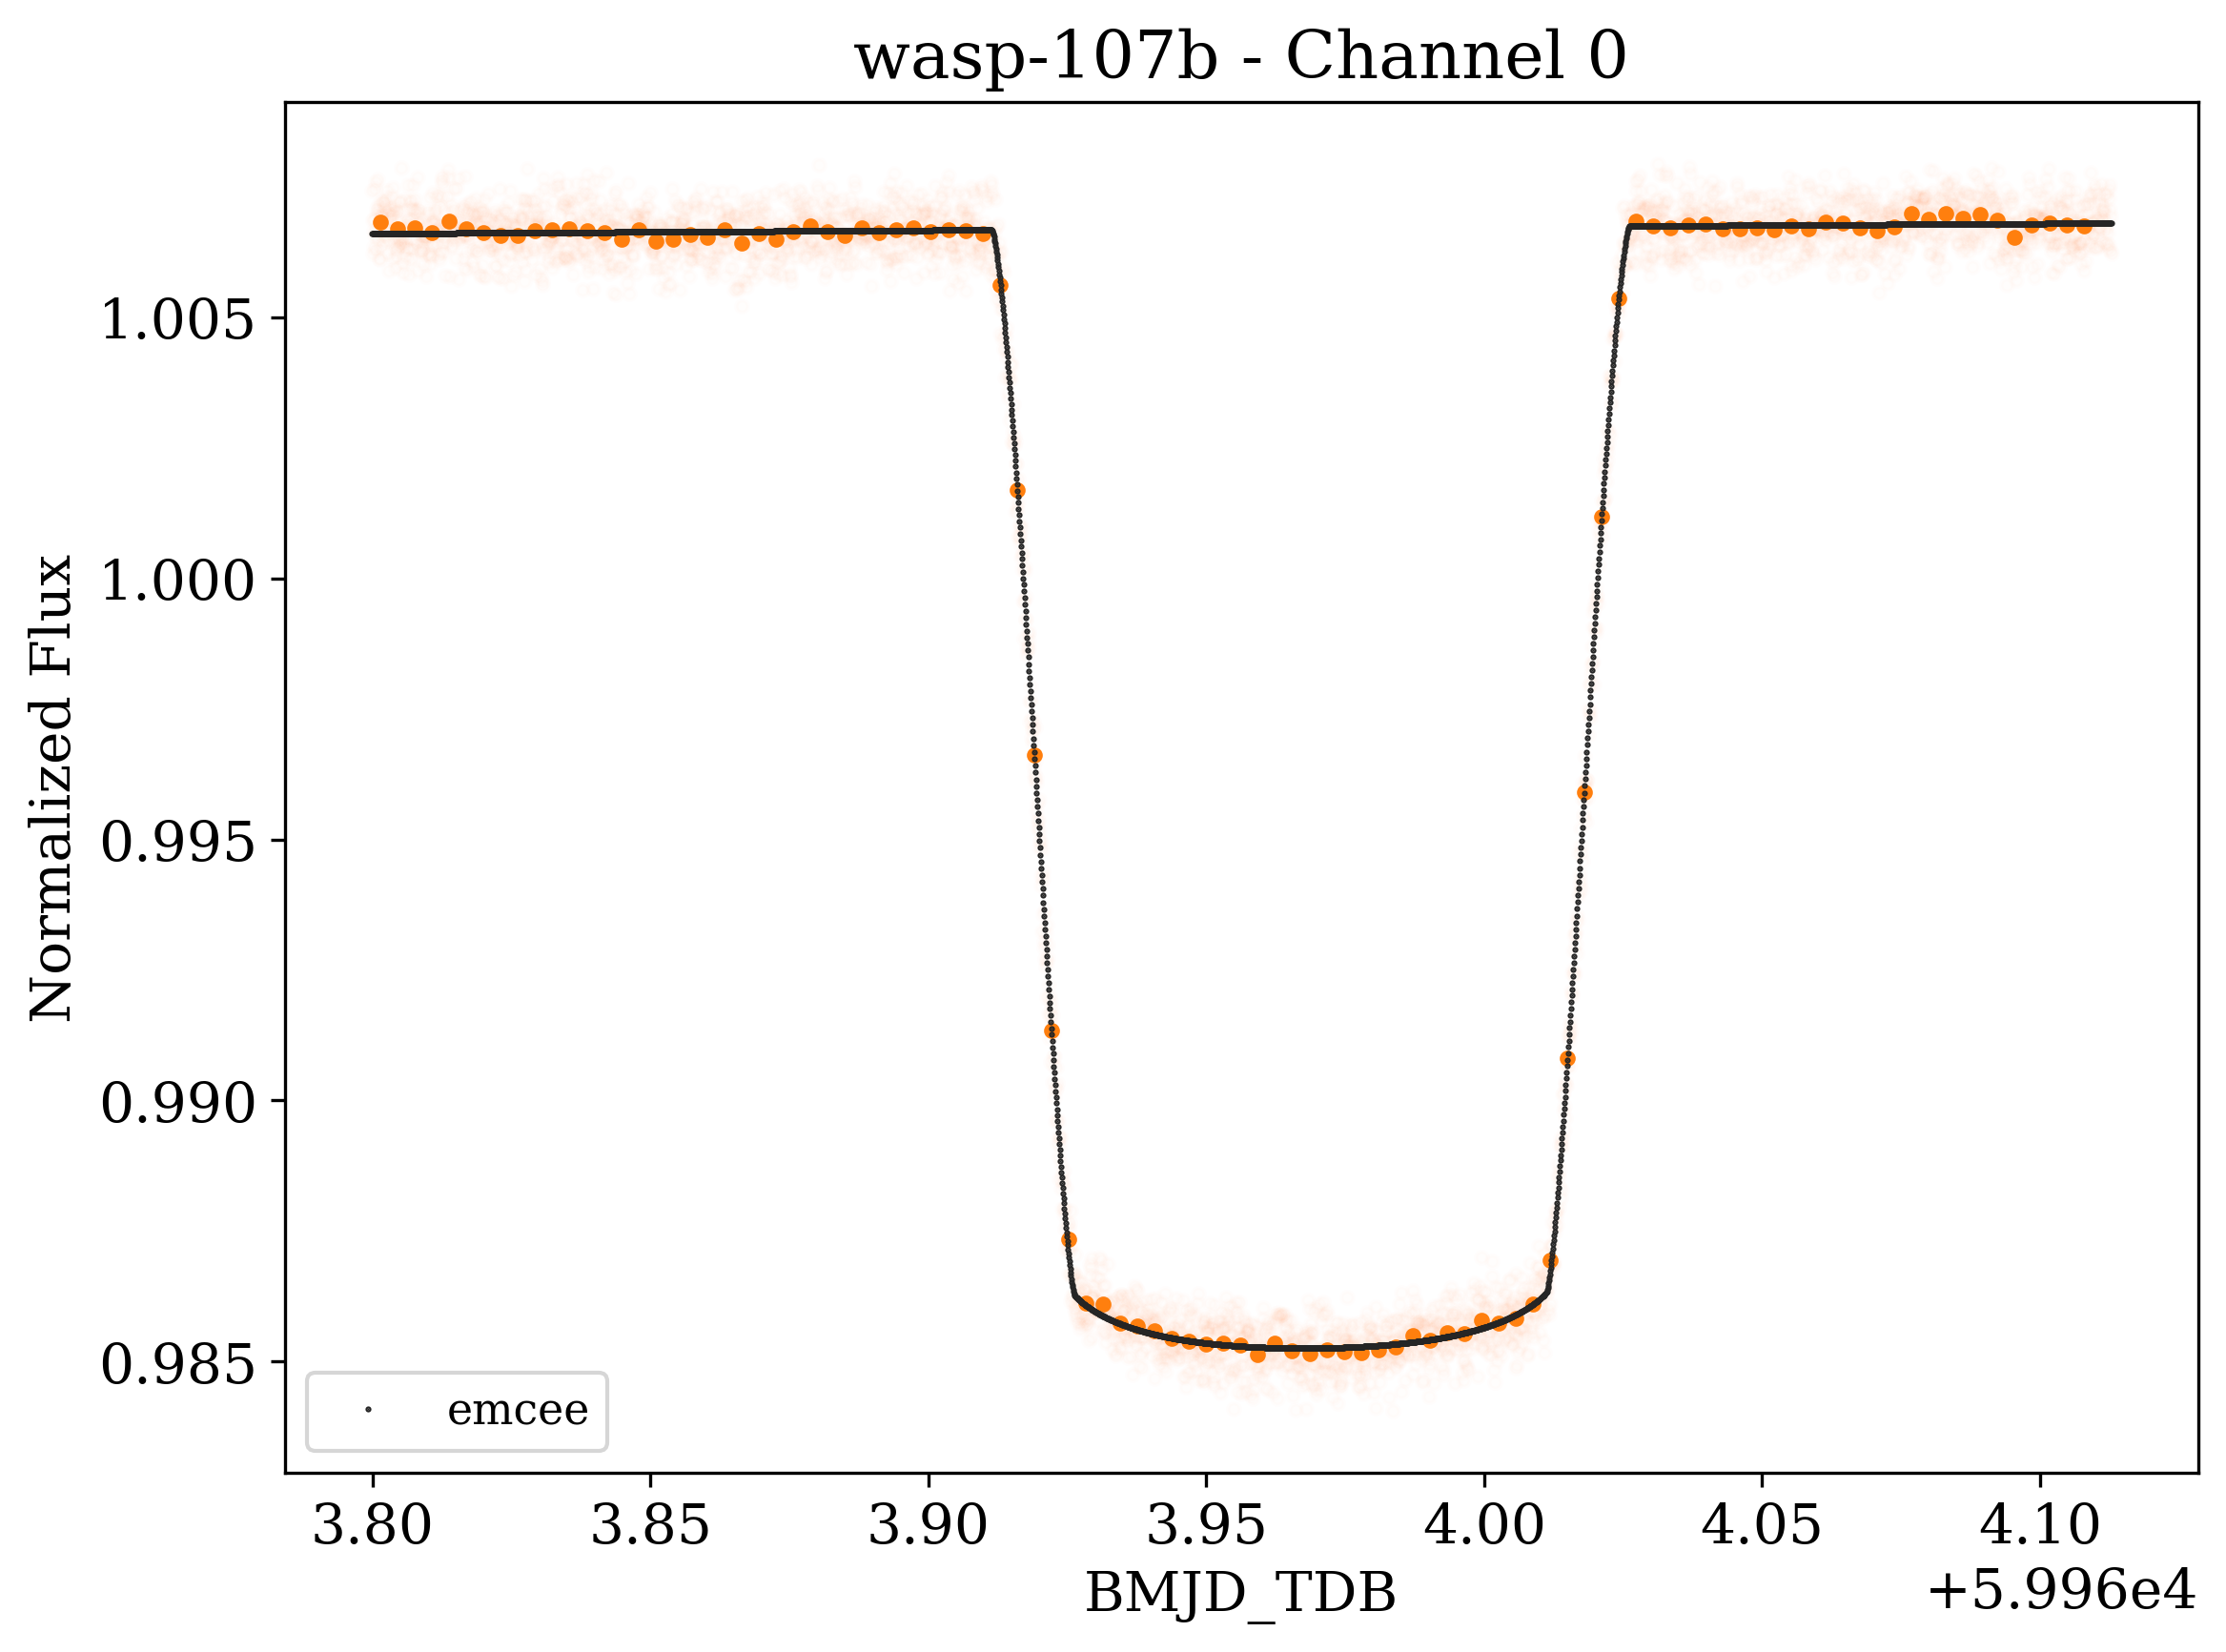 wasp-107b - Channel 0
Normalized Flux
1.005
1.000
0.995
0.990
0.985
emcee
3.80 3.85 3.90 3.95 4.00 4.05 4.10
BMJD_TDB
+5.996e4